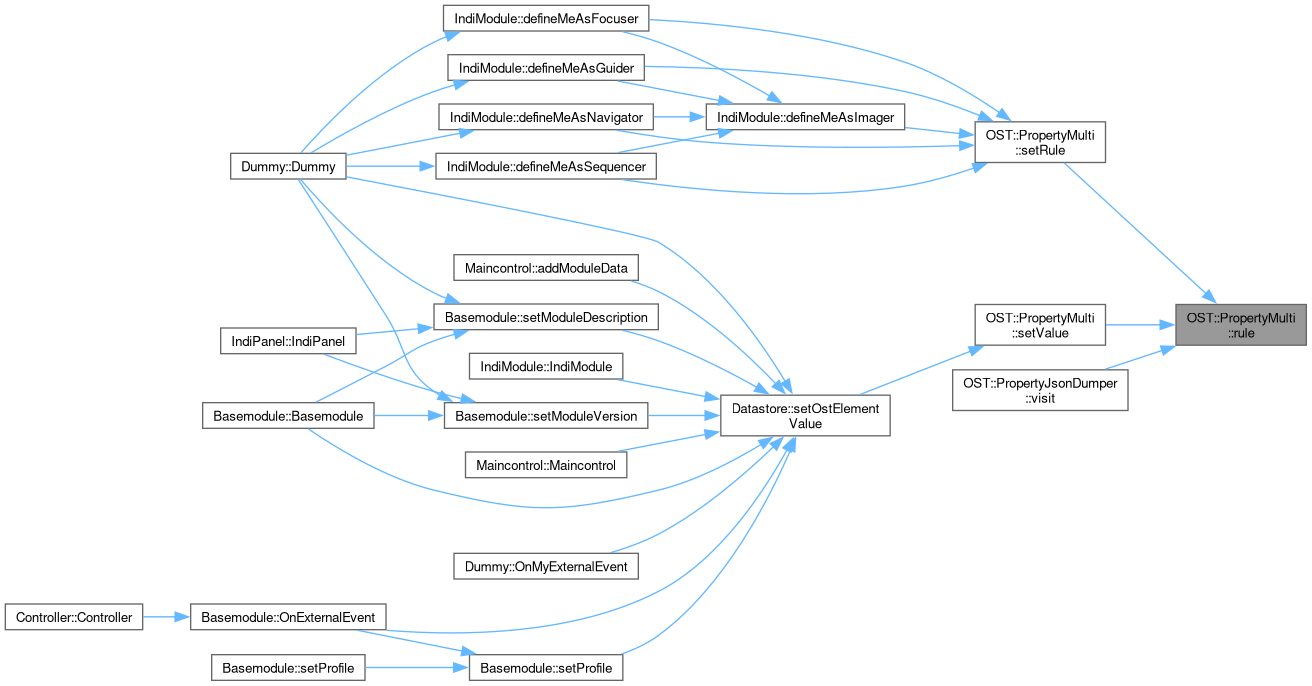 IndiModule::defineMeAsFocuser
IndiModule::defineMeAsGuider
IndiModule::defineMeAsNavigator
IndiModule::defineMeAsImager
OST::PropertyMulti
::setRule
Dummy::Dummy
IndiModule::defineMeAsSequencer
Maincontrol::addModuleData
Basemodule::setModuleDescription
OST::PropertyMulti
::setValue
OST::PropertyMulti
::rule
IndiPanel::IndiPanel
IndiModule::IndiModule
OST::PropertyJsonDumper
::visit
Basemodule::Basemodule
Basemodule::setModuleVersion
Datastore::setOstElement
Value
Maincontrol::Maincontrol
Dummy::OnMyExternalEvent
Controller::Controller
Basemodule::OnExternalEvent
Basemodule::setProfile
Basemodule::setProfile